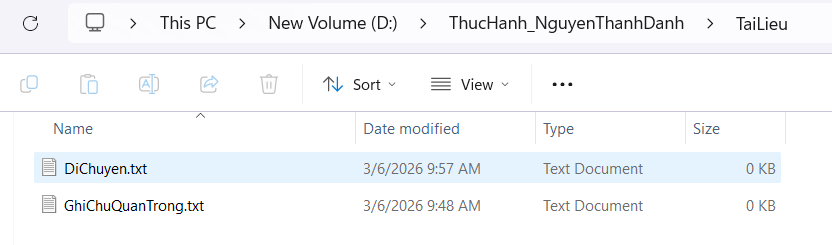 This PC > New Volume (D:) > ThucHanh_NguyenThanhDanh > TaiLieu
Sort View
Name Date modified Type Size
DiChuyen.txt 3/6/2026 9:57 AM Text Document 0 KB
GhiChuQuanTrong.txt 3/6/2026 9:48 AM Text Document 0 KB